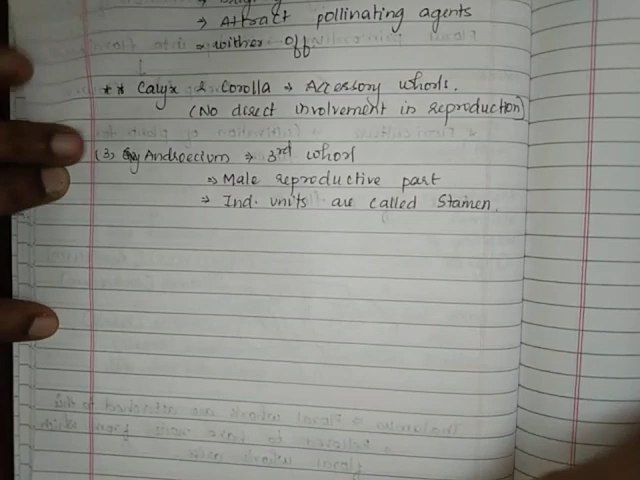 → Attract pollinating agents
→ wither off
** Calyx & Corolla → Accessory whorls.
(No direct involvement in reproduction)
(3) Androecium → 3rd whorl
→ Male reproductive part
→ Ind. units are called Stamen.